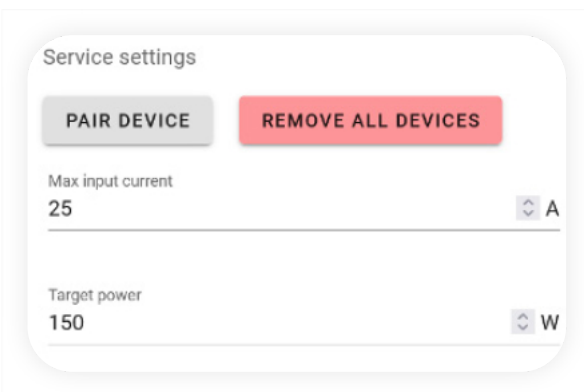 Service settings
PAIR DEVICE REMOVE ALL DEVICES
Max input current
25 A
Target power
150 W